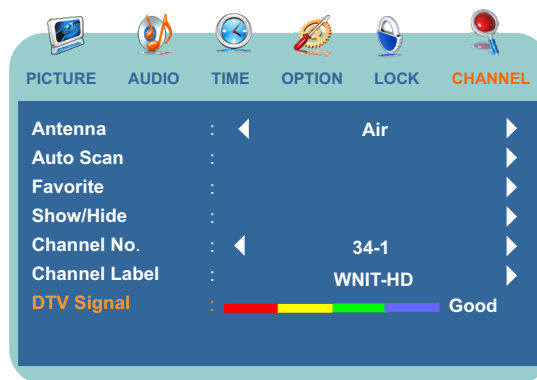 PICTURE AUDIO TIME OPTION LOCK CHANNEL
Antenna : Air
Auto Scan :
Favorite :
Show/Hide :
Channel No. : 34-1
Channel Label : WNIT-HD
DTV Signal : Good